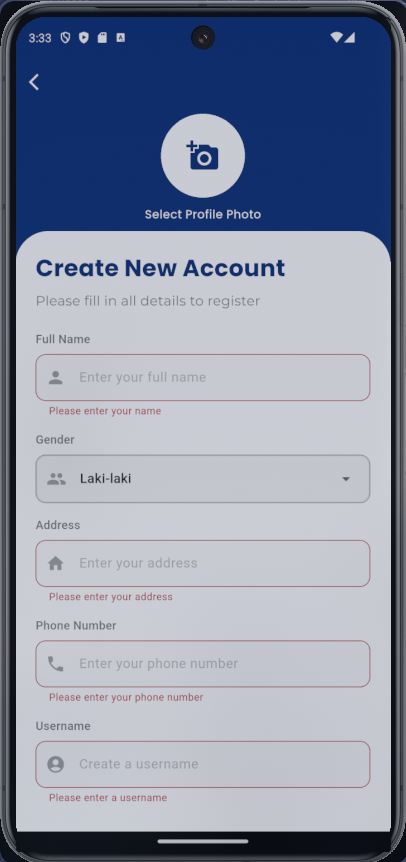 3:33
Select Profile Photo
Create New Account
Please fill in all details to register
Full Name
Enter your full name
Please enter your name
Gender
Laki-laki
Address
Enter your address
Please enter your address
Phone Number
Enter your phone number
Please enter your phone number
Username
Create a username
Please enter a username